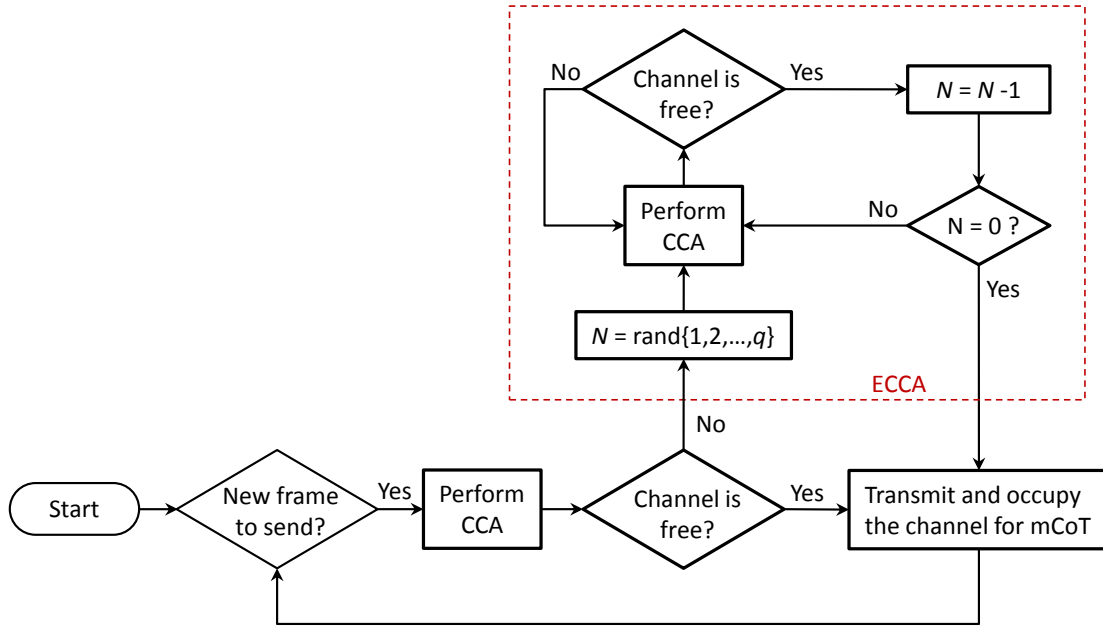 No
Channel is
free?
Yes
N = N -1
Perform
CCA
No
N = 0 ?
Yes
N = rand{1,2,...,q}
ECCA
No
Start
New frame
to send?
Yes
Perform
CCA
Channel is
free?
Yes
Transmit and occupy
the channel for mCoT